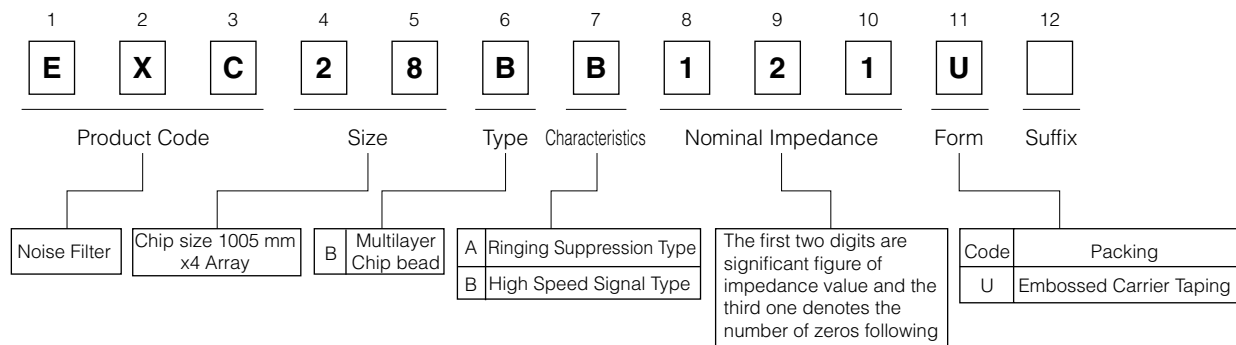 1 2 3 4 5 6 7 8 9 10 11 12
E X C 2 8 B B 1 2 1 U
Product Code Size Type Characteristics Nominal Impedance Form Suffix
Noise Filter
Chip size 1005 mm
x4 Array
B Multilayer
Chip bead
A Ringing Suppression Type
B High Speed Signal Type
The first two digits are
significant figure of
impedance value and the
third one denotes the
number of zeros following
Code Packing
U Embossed Carrier Taping